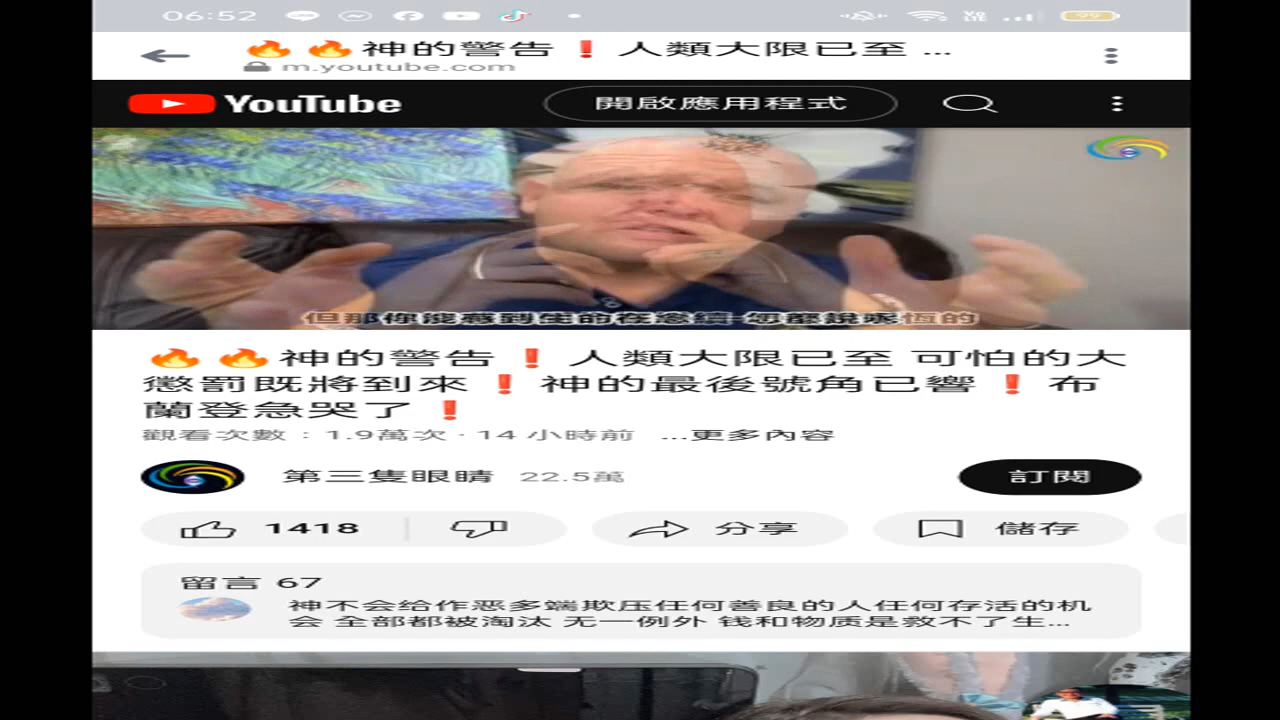 06:52
99
🔥🔥神的警告❗人類大限已至 ...
m.youtube.com
YouTube
開啟應用程式
🔥🔥神的警告❗人類大限已至 可怕的大
懲罰既將到來❗神的最後號角已響❗布
蘭登急哭了❗
觀看次數：1.9萬次·14 小時前 ...更多內容
第三隻眼睛 22.5萬
訂閱
1418
分享
儲存
留言 67
神不会给作恶多端欺压任何善良的人任何存活的机
会 全部都被淘汰 无一例外 钱和物质是救不了生...